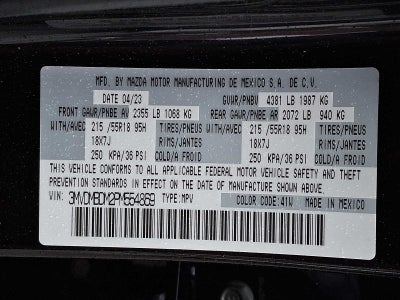 MFD. BY MAZDA MOTOR MANUFACTURING DE MEXICO S.A. DE C.V.
DATE 04/23 GVWR/PNBV 4381 LB 1987 KG
FRONT GAWR/PNBE AV 2355 LB 1068 KG REAR GAWR/PNBE AR 2072 LB 940 KG
WITH/AVEC 215/55R18 95H TIRES/PNEUS WITH/AVEC 215/55R18 95H TIRES/PNEUS
18X7J RIMS/JANTES 18X7J RIMS/JANTES
250 KPA/36 PSI COLD/A FROID 250 KPA/36 PSI COLD/A FROID
THIS VEHICLE CONFORMS TO ALL APPLICABLE FEDERAL MOTOR VEHICLE SAFETY AND THEFT
PREVENTION STANDARDS IN EFFECT ON THE DATE OF MANUFACTURE SHOWN ABOVE.
VIN: 3MVDMBDM2PM554869 TYPE: MPV COLOR CODE: 41W MADE IN MEXICO